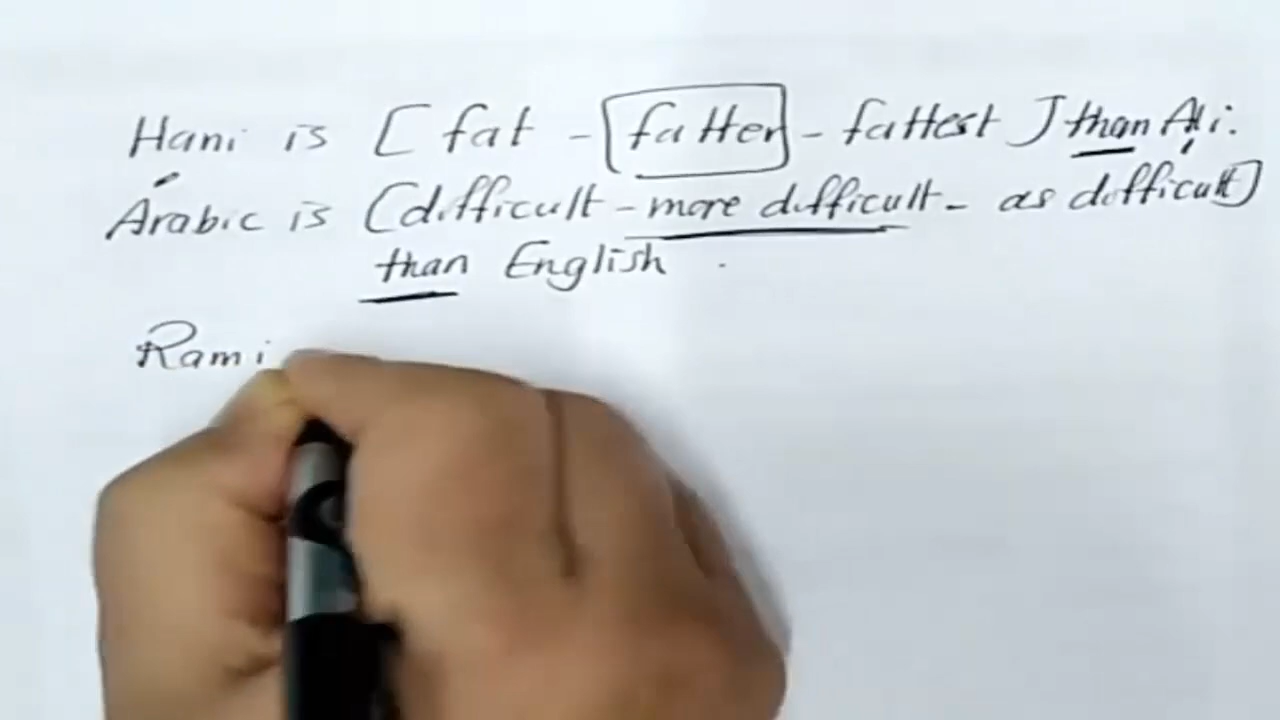 Hani is [ fat - fatter - fattest ] than Ali.
Arabic is (difficult - more difficult - as difficult)
than English .
Rami